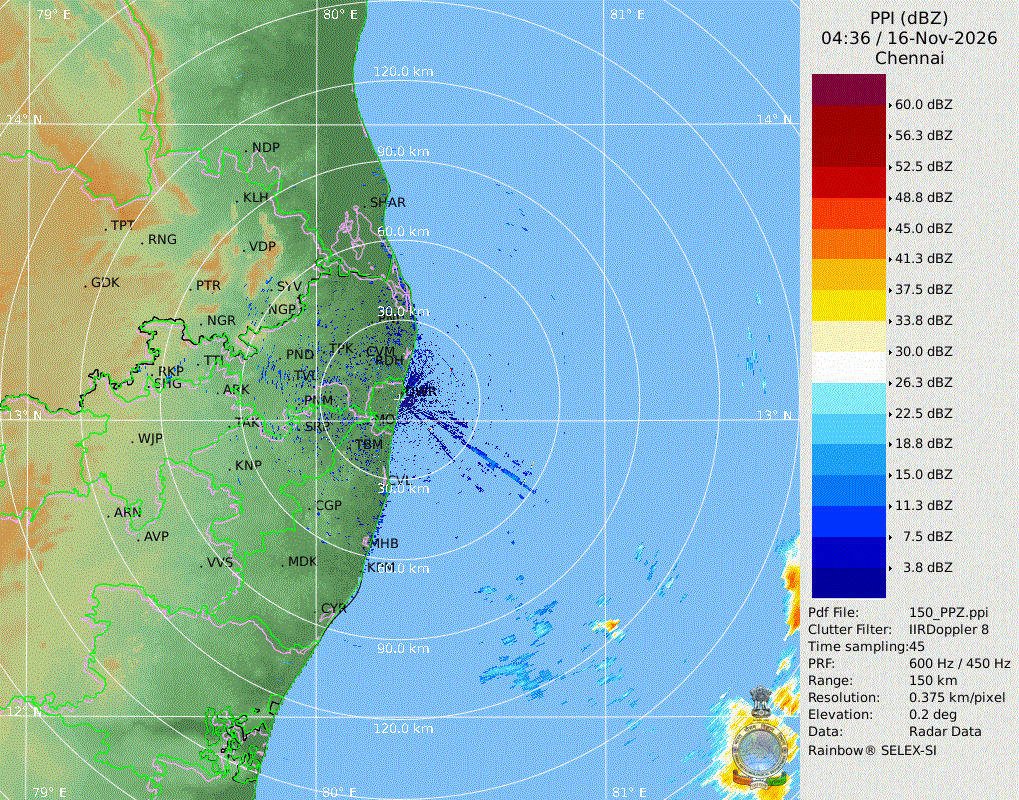 79° E
80° E
81° E
PPI (dBZ)
04:36 / 16-Nov-2026
Chennai
120.0 km
60.0 dBZ
14° N
14° N
56.3 dBZ
NDP
90.0 km
52.5 dBZ
KLH
SHAR
48.8 dBZ
TPT
RNG
60.0 km
45.0 dBZ
VDP
41.3 dBZ
GDK
PTR
SYV
37.5 dBZ
NGP
30.0 km
NGR
33.8 dBZ
TPK
CVM
30.0 dBZ
PND
RDH
TTI
RKP
TVL
26.3 dBZ
SHG
ARK
PNM
22.5 dBZ
13° N
TAK
SRP
MO
13° N
WJP
TBM
18.8 dBZ
KNP
15.0 dBZ
CVL
30.0 km
ARN
CGP
11.3 dBZ
AVP
MHB
7.5 dBZ
VVS
MDK
KPM
60.0 km
3.8 dBZ
CYR
Pdf File: 150_PPZ.ppi
Clutter Filter: IIRDoppler 8
90.0 km
Time sampling:45
PRF: 600 Hz / 450 Hz
Range: 150 km
Resolution: 0.375 km/pixel
12° N
Elevation: 0.2 deg
120.0 km
Data: Radar Data
Rainbow® SELEX-SI
79° E
80° E
81° E